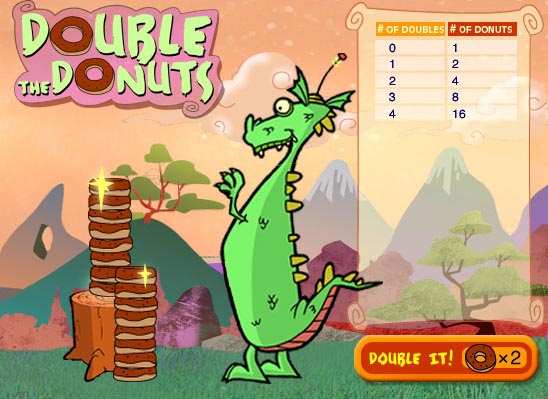 DOUBLE
THE DONUTS
# OF DOUBLES # OF DONUTS
0 1
1 2
2 4
3 8
4 16
DOUBLE IT! ×2